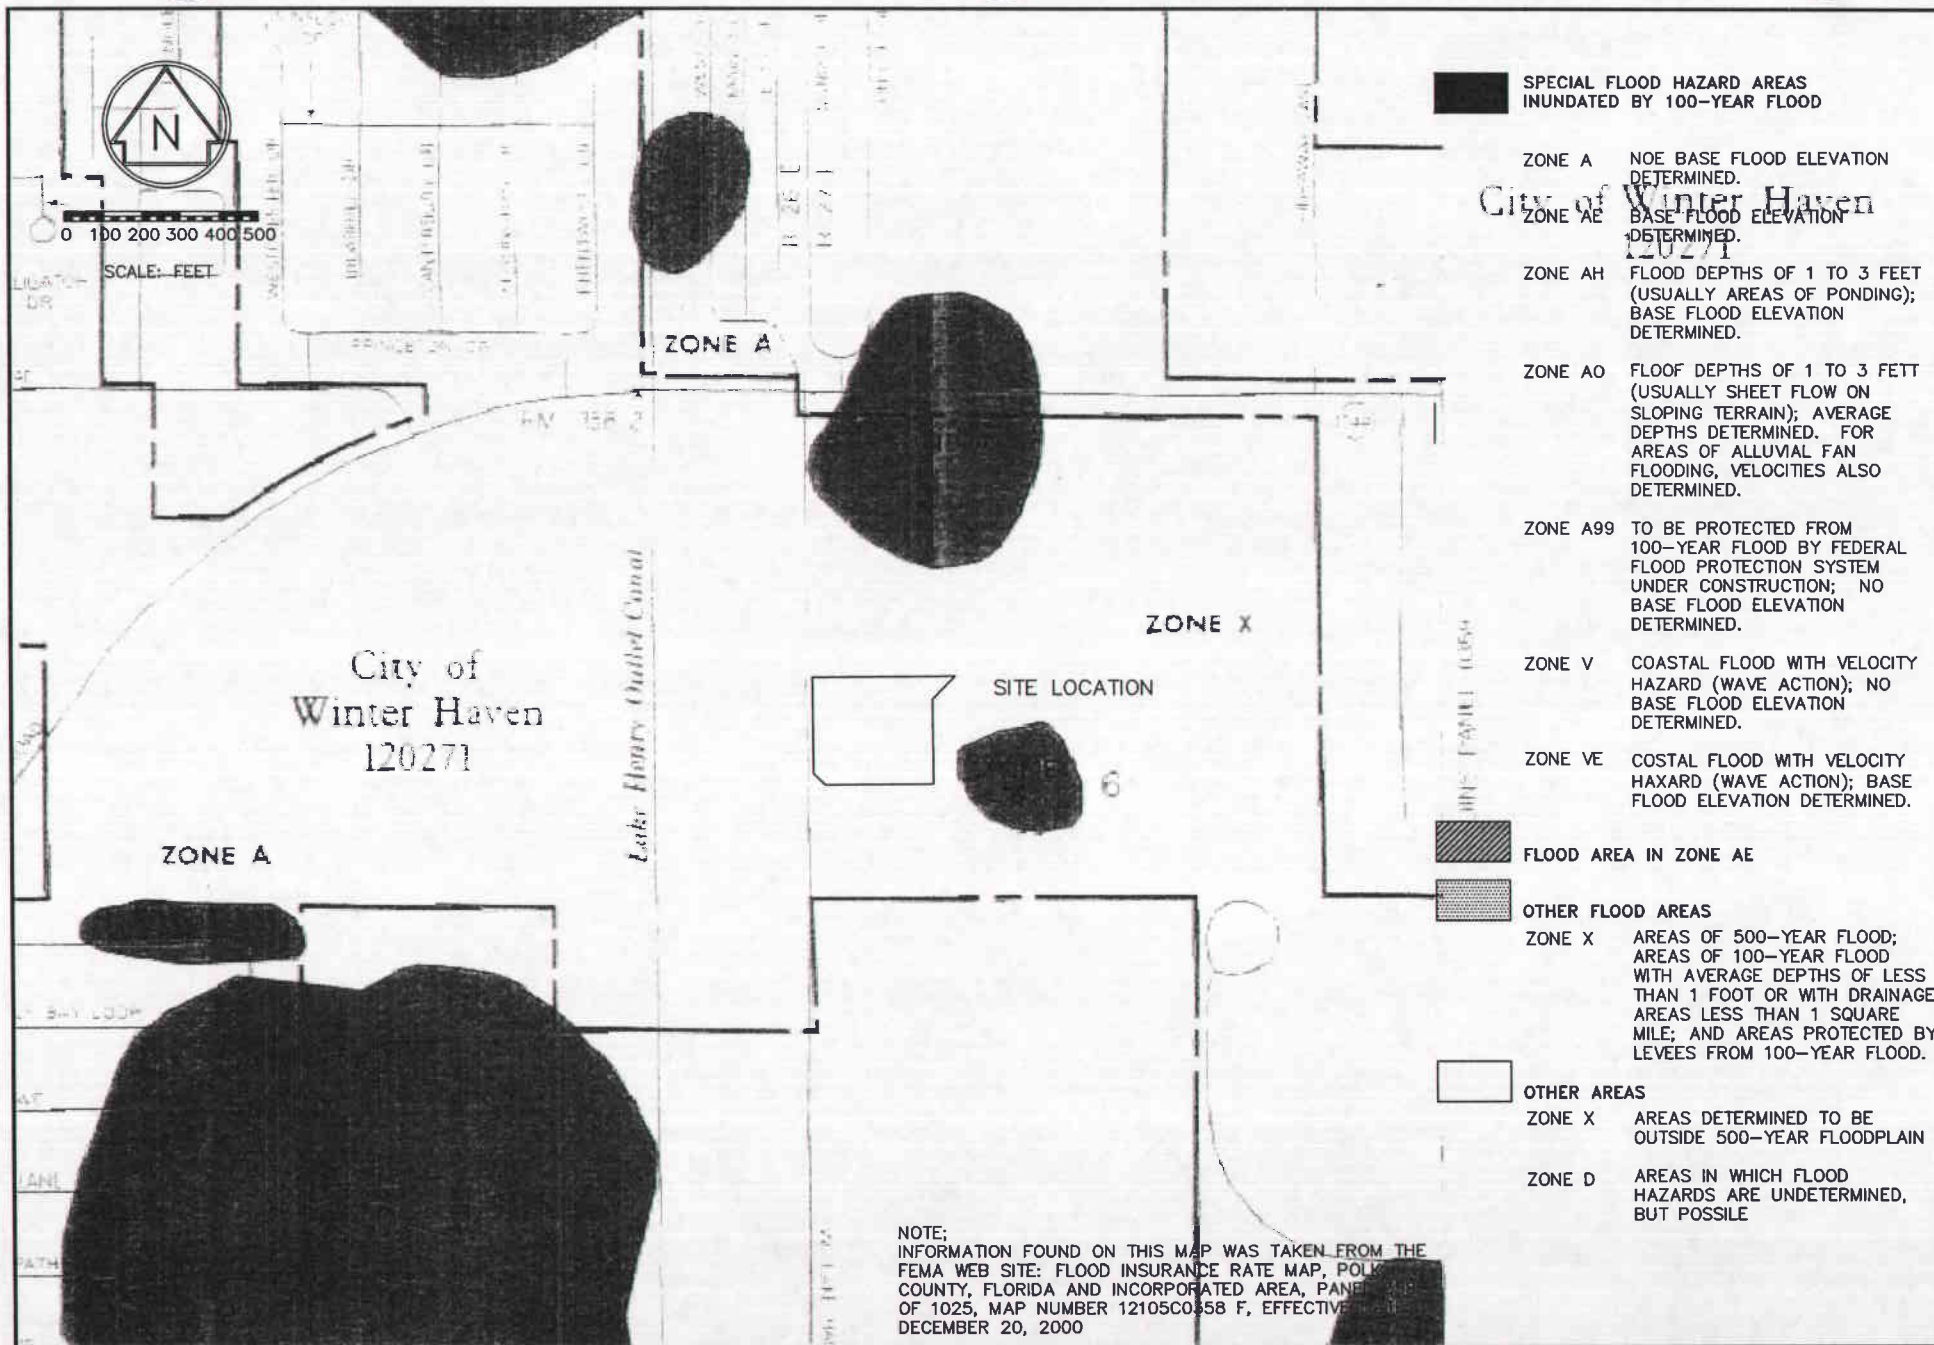 N
0 100 200 300 400 500
SCALE: FEET
DR
ZONE A
City of
Winter Haven
120271
Lake Henry Outlet Canal
ZONE X
SITE LOCATION
6
ZONE A
BAY LOOP
LANE
PATH
NOTE;
INFORMATION FOUND ON THIS MAP WAS TAKEN FROM THE
FEMA WEB SITE: FLOOD INSURANCE RATE MAP, POLK
COUNTY, FLORIDA AND INCORPORATED AREA,
OF 1025, MAP NUMBER 12105C0358 F, EFFECTIVE
DECEMBER 20, 2000
SPECIAL FLOOD HAZARD AREAS
INUNDATED BY 100-YEAR FLOOD
ZONE A NOE BASE FLOOD ELEVATION
DETERMINED.
City of Winter Haven
120271
ZONE AE BASE FLOOD ELEVATION
DETERMINED.
ZONE AH FLOOD DEPTHS OF 1 TO 3 FEET
(USUALLY AREAS OF PONDING);
BASE FLOOD ELEVATION
DETERMINED.
ZONE AO FLOOF DEPTHS OF 1 TO 3 FETT
(USUALLY SHEET FLOW ON
SLOPING TERRAIN); AVERAGE
DEPTHS DETERMINED. FOR
AREAS OF ALLUVIAL FAN
FLOODING, VELOCITIES ALSO
DETERMINED.
ZONE A99 TO BE PROTECTED FROM
100-YEAR FLOOD BY FEDERAL
FLOOD PROTECTION SYSTEM
UNDER CONSTRUCTION; NO
BASE FLOOD ELEVATION
DETERMINED.
ZONE V COASTAL FLOOD WITH VELOCITY
HAZARD (WAVE ACTION); NO
BASE FLOOD ELEVATION
DETERMINED.
ZONE VE COSTAL FLOOD WITH VELOCITY
HAXARD (WAVE ACTION); BASE
FLOOD ELEVATION DETERMINED.
FLOOD AREA IN ZONE AE
OTHER FLOOD AREAS
ZONE X AREAS OF 500-YEAR FLOOD;
AREAS OF 100-YEAR FLOOD
WITH AVERAGE DEPTHS OF LESS
THAN 1 FOOT OR WITH DRAINAGE
AREAS LESS THAN 1 SQUARE
MILE; AND AREAS PROTECTED BY
LEVEES FROM 100-YEAR FLOOD.
OTHER AREAS
ZONE X AREAS DETERMINED TO BE
OUTSIDE 500-YEAR FLOODPLAIN
ZONE D AREAS IN WHICH FLOOD
HAZARDS ARE UNDETERMINED,
BUT POSSILE